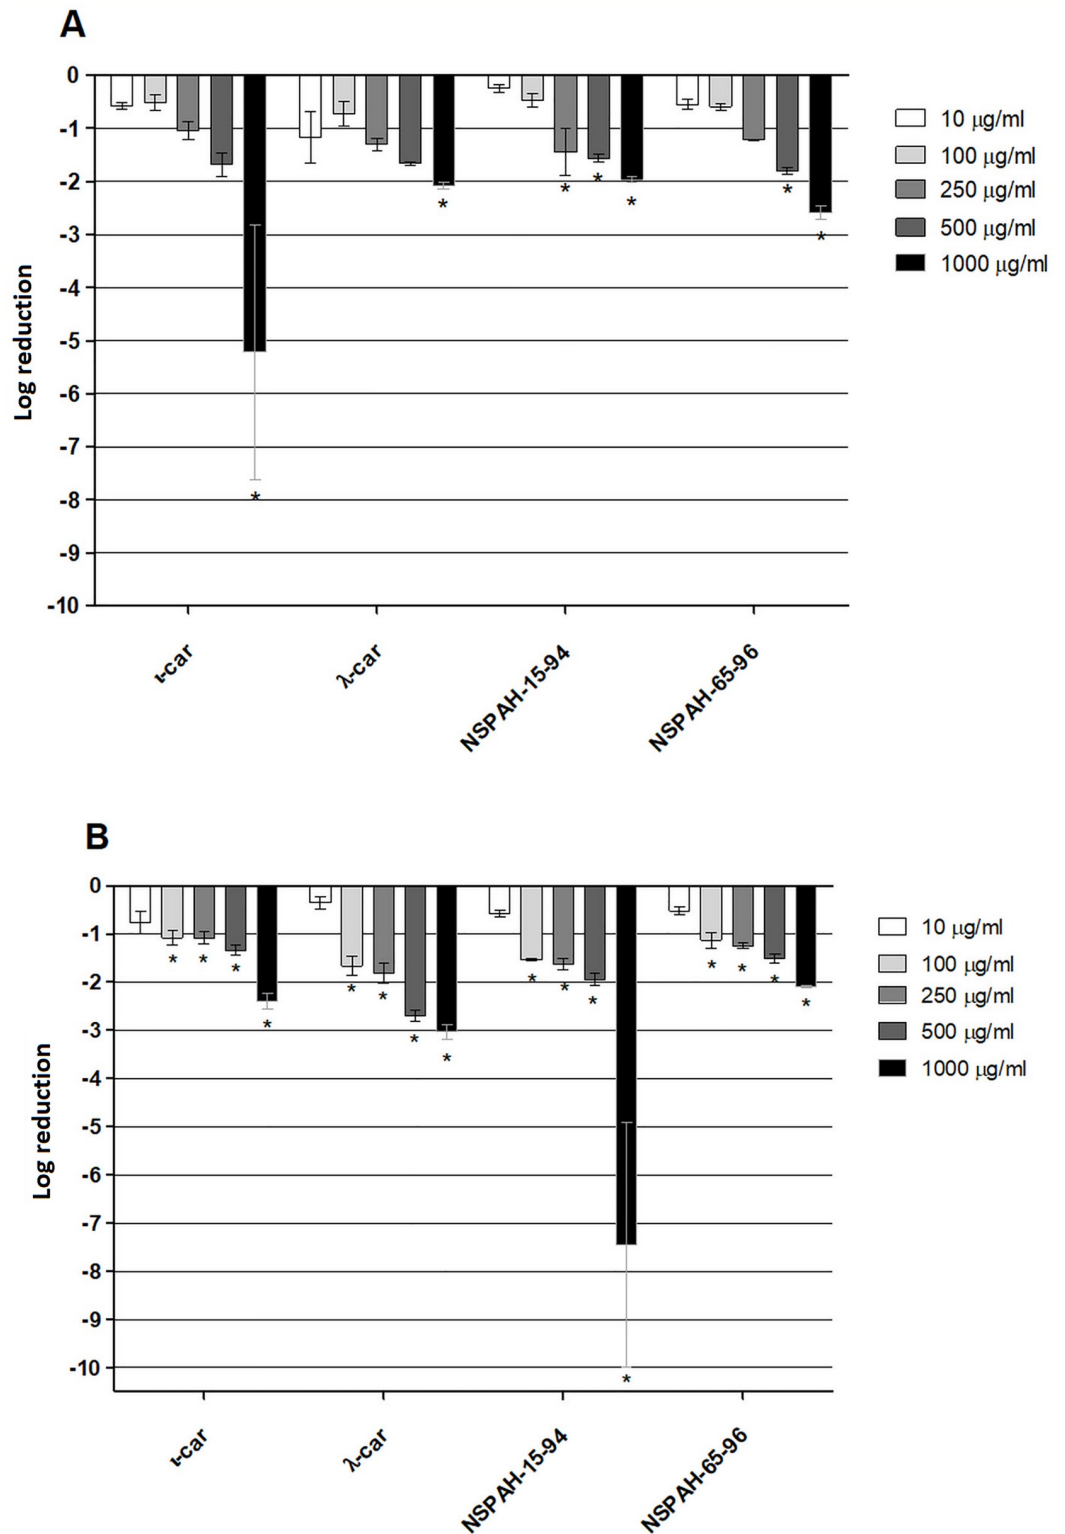 A
0
-1
-2
-3
-4
-5
-6
-7
-8
-9
-10
Log reduction
* * * * * * * *
ι-car
λ-car
NSPAH-15-94
NSPAH-65-96
10 μg/ml
100 μg/ml
250 μg/ml
500 μg/ml
1000 μg/ml
B
0
-1
-2
-3
-4
-5
-6
-7
-8
-9
-10
Log reduction
* * * * * * * * * * * * * * * *
ι-car
λ-car
NSPAH-15-94
NSPAH-65-96
10 μg/ml
100 μg/ml
250 μg/ml
500 μg/ml
1000 μg/ml